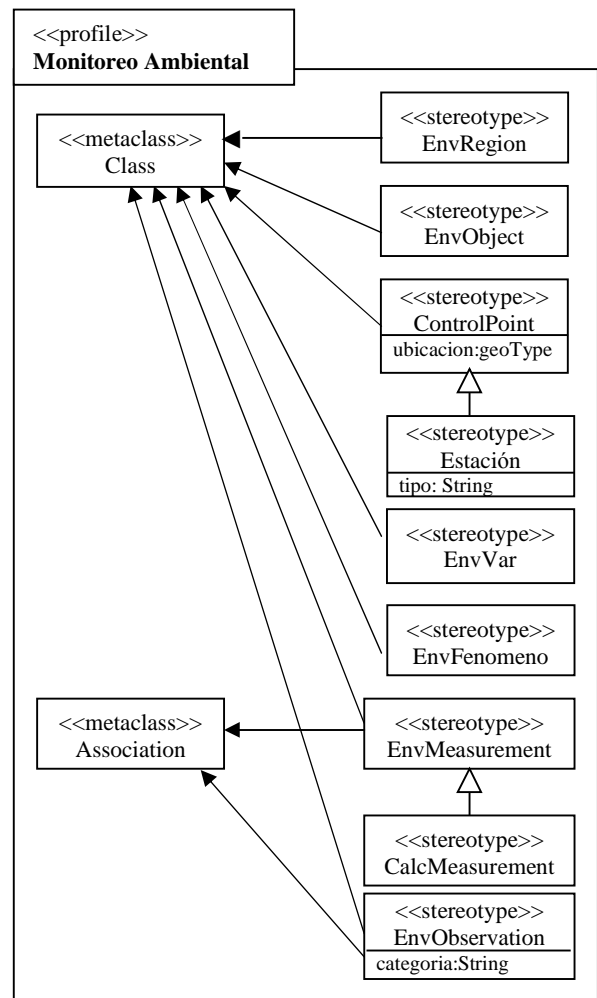 <<profile>>
Monitoreo Ambiental
<<metaclass>>
Class
<<stereotype>>
EnvRegion
<<stereotype>>
EnvObject
<<stereotype>>
ControlPoint
ubicacion:geoType
<<stereotype>>
Estación
tipo: String
<<stereotype>>
EnvVar
<<stereotype>>
EnvFenomeno
<<metaclass>>
Association
<<stereotype>>
EnvMeasurement
<<stereotype>>
CalcMeasurement
<<stereotype>>
EnvObservation
categoria:String